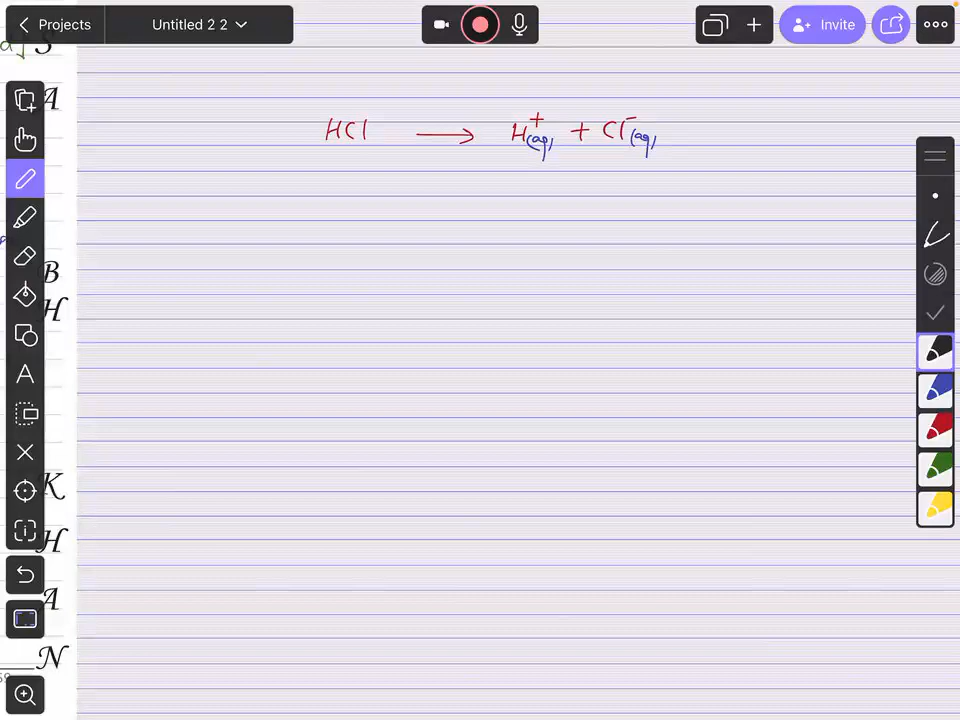 Projects
Untitled 2 2
Invite
S
A
HCl ⟶ H⁺(aq) + Cl⁻(aq)
B
H
A
K
H
A
N